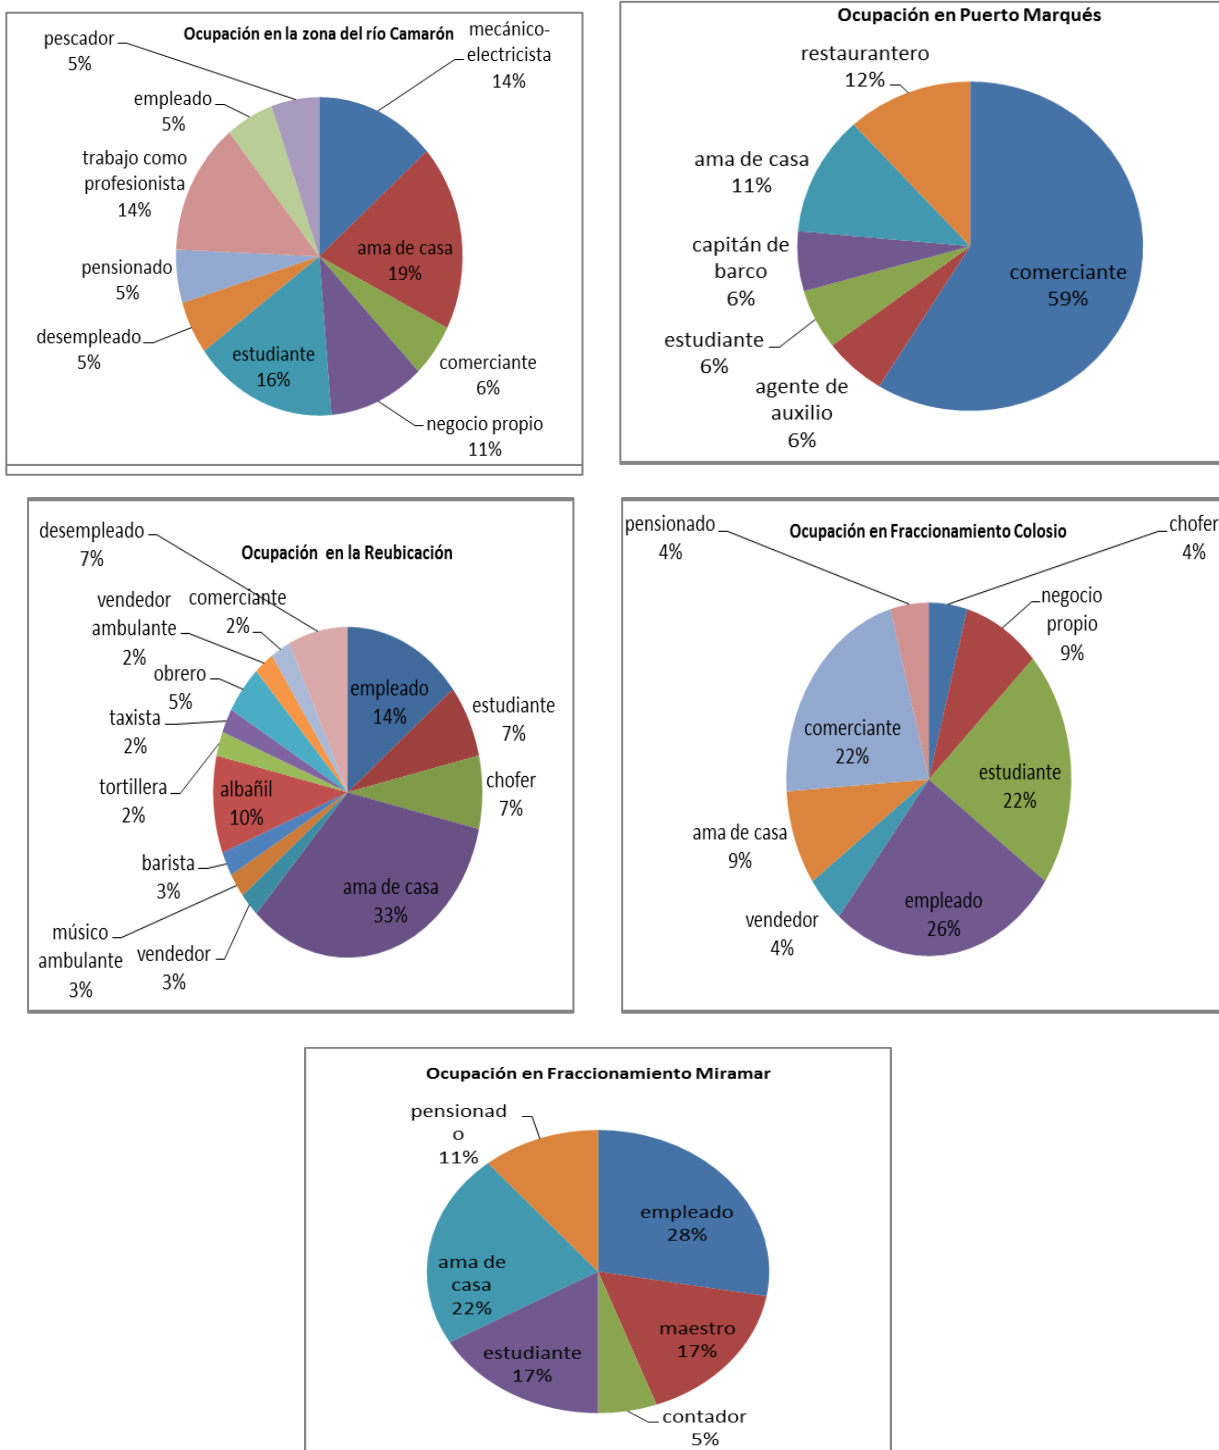 Ocupación en la zona del río Camarón
mecánico-
electricista
14%
ama de casa
19%
comerciante
6%
negocio propio
11%
estudiante
16%
desempleado
5%
pensionado
5%
trabajo como
profesionista
14%
empleado
5%
pescador
5%
Ocupación en Puerto Marqués
comerciante
59%
agente de
auxilio
6%
estudiante
6%
capitán de
barco
6%
ama de casa
11%
restaurantero
12%
Ocupación en la Reubicación
empleado
14%
estudiante
7%
chofer
7%
ama de casa
33%
vendedor
3%
músico
ambulante
3%
barista
3%
albañil
10%
tortillera
2%
taxista
2%
obrero
5%
vendedor
ambulante
2%
comerciante
2%
desempleado
7%
Ocupación en Fraccionamiento Colosio
chofer
4%
negocio
propio
9%
estudiante
22%
empleado
26%
vendedor
4%
ama de casa
9%
comerciante
22%
pensionado
4%
Ocupación en Fraccionamiento Miramar
empleado
28%
maestro
17%
contador
5%
estudiante
17%
ama de
casa
22%
pensionad
o
11%